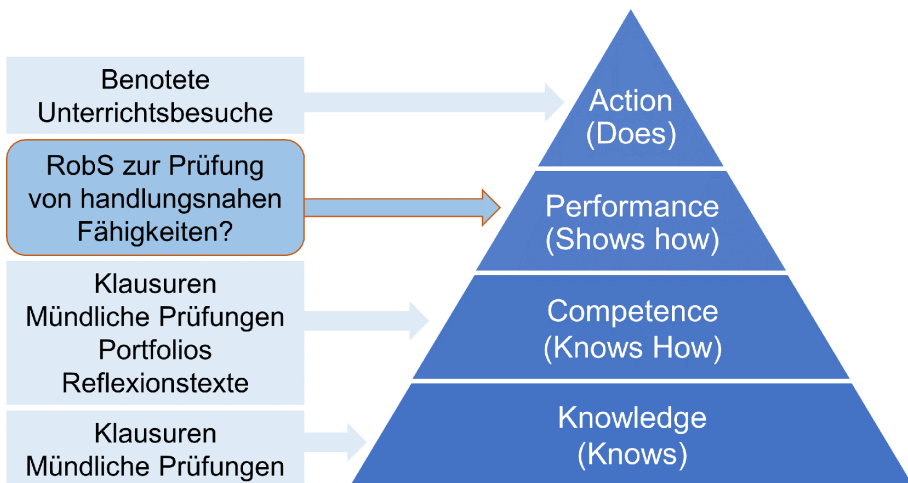 Benotete
Unterrichtsbesuche
RobS zur Prüfung
von handlungsnahen
Fähigkeiten?
Klausuren
Mündliche Prüfungen
Portfolios
Reflexionstexte
Klausuren
Mündliche Prüfungen
Action
(Does)
Performance
(Shows how)
Competence
(Knows How)
Knowledge
(Knows)